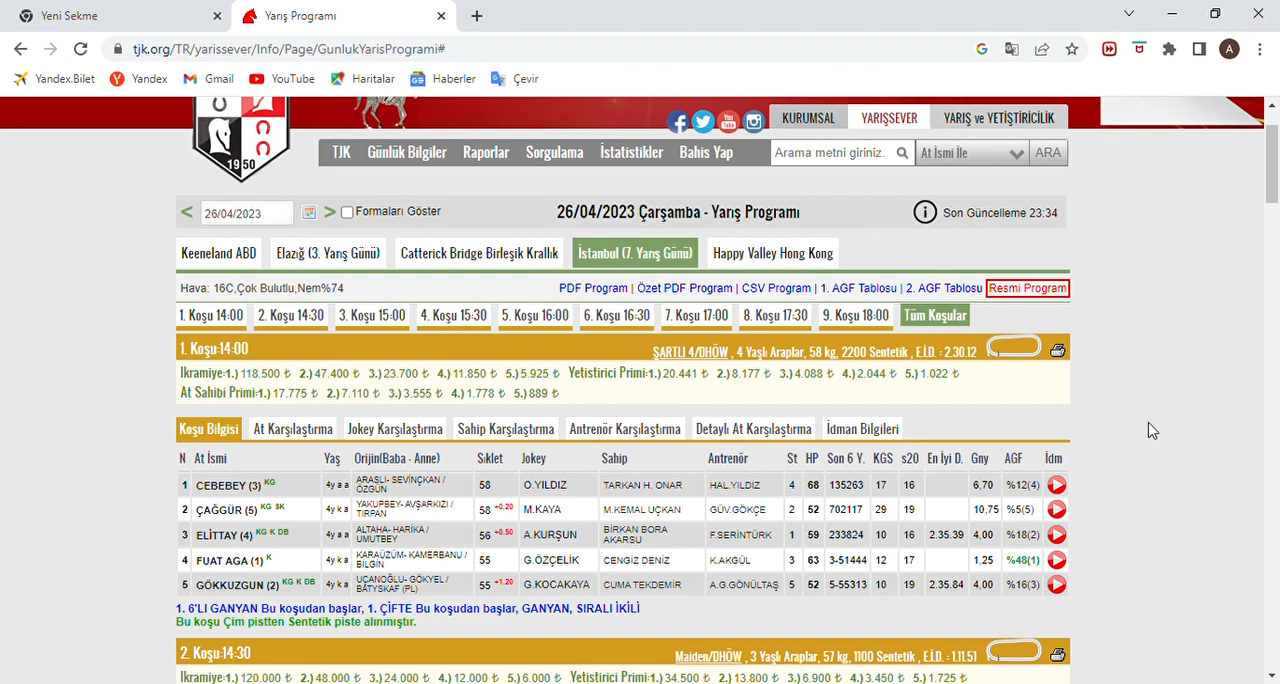 Yeni Sekme
Yarış Programı
tjk.org/TR/yarissever/Info/Page/GunlukYarisProgrami#
A
Yandex.Bilet Yandex Gmail YouTube Haritalar Haberler Çevir
1950
KURUMSAL YARIŞSEVER YARIŞ ve YETİŞTİRİCİLİK
TJK Günlük Bilgiler Raporlar Sorgulama İstatistikler Bahis Yap Arama metni giriniz. At İsmi İle ARA
< 26/04/2023 > Formaları Göster 26/04/2023 Çarşamba - Yarış Programı Son Güncelleme 23:34
Keeneland ABD Elazığ (3. Yarış Günü) Catterick Bridge Birleşik Krallık İstanbul (7. Yarış Günü) Happy Valley Hong Kong
Hava: 16C,Çok Bulutlu,Nem%74 PDF Program | Özet PDF Program | CSV Program | 1. AGF Tablosu | 2. AGF Tablosu Resmi Program
1. Koşu 14:00 2. Koşu 14:30 3. Koşu 15:00 4. Koşu 15:30 5. Koşu 16:00 6. Koşu 16:30 7. Koşu 17:00 8. Koşu 17:30 9. Koşu 18:00 Tüm Koşular
1. Koşu:14:00 ŞARTLI 4/DHÖW , 4 Yaşlı Araplar, 58 kg, 2200 Sentetik , E.İ.D. : 2.30.12
Ikramiye:1.) 118.500 ₺ 2.) 47.400 ₺ 3.) 23.700 ₺ 4.) 11.850 ₺ 5.) 5.925 ₺ Yetistirici Primi:1.) 20.441 ₺ 2.) 8.177 ₺ 3.) 4.088 ₺ 4.) 2.044 ₺ 5.) 1.022 ₺
At Sahibi Primi:1.) 17.775 ₺ 2.) 7.110 ₺ 3.) 3.555 ₺ 4.) 1.778 ₺ 5.) 889 ₺
Koşu Bilgisi At Karşılaştırma Jokey Karşılaştırma Sahip Karşılaştırma Antrenör Karşılaştırma Detaylı At Karşılaştırma İdman Bilgileri
N At İsmi Yaş Orijin(Baba - Anne) Sıklet Jokey Sahip Antrenör St HP Son 6 Y. KGS s20 En İyi D. Gny AGF İdm
1 CEBEBEY (3) KG 4y a a ARASLI- SEVİNÇKAN / ÖZGÜN 58 O.YILDIZ TARKAN H. ONAR HAL.YILDIZ 4 68 135263 17 16 6,70 %12(4)
2 ÇAĞGÜR (5) KG SK 4y k a YAKUPBEY- AVŞARKIZI / TIRPAN 58 +0.20 M.KAYA M.KEMAL UÇKAN GÜV.GÖKÇE 2 52 702117 29 19 10,75 %5(5)
3 ELİTTAY (4) KG K DB 4y a a ALTAHA- HARİKA / UMUTBEY 56 +0.50 A.KURŞUN BİRKAN BORA AKARSU F.SERİNTÜRK 1 59 233824 10 16 2.35.39 4,00 %18(2)
4 FUAT AGA (1) K 4y k a KARAÜZÜM- KAMERBANU / BİLGİN 55 G.ÖZÇELİK CENGİZ DENİZ K.AKGÜL 3 63 3-51444 12 17 1,25 %48(1)
5 GÖKKUZGUN (2) KG K DB 4y k a UÇANOĞLU- GÖKYEL / BATYSKAF (PL) 55 +1.20 G.KOCAKAYA CUMA TEKDEMİR A.G.GÖNÜLTAŞ 5 52 5-55313 10 19 2.35.84 4,00 %16(3)
1. 6'LI GANYAN Bu koşudan başlar, 1. ÇİFTE Bu koşudan başlar, GANYAN, SIRALI İKİLİ
Bu koşu Çim pistten Sentetik piste alınmıştır.
2. Koşu:14:30 Maiden/DHÖW , 3 Yaşlı Araplar, 57 kg, 1100 Sentetik , E.İ.D. : 1.11.51
Ikramiye:1.) 120.000 ₺ 2.) 48.000 ₺ 3.) 24.000 ₺ 4.) 12.000 ₺ 5.) 6.000 ₺ Yetistirici Primi:1.) 34.500 ₺ 2.) 13.800 ₺ 3.) 6.900 ₺ 4.) 3.450 ₺ 5.) 1.725 ₺